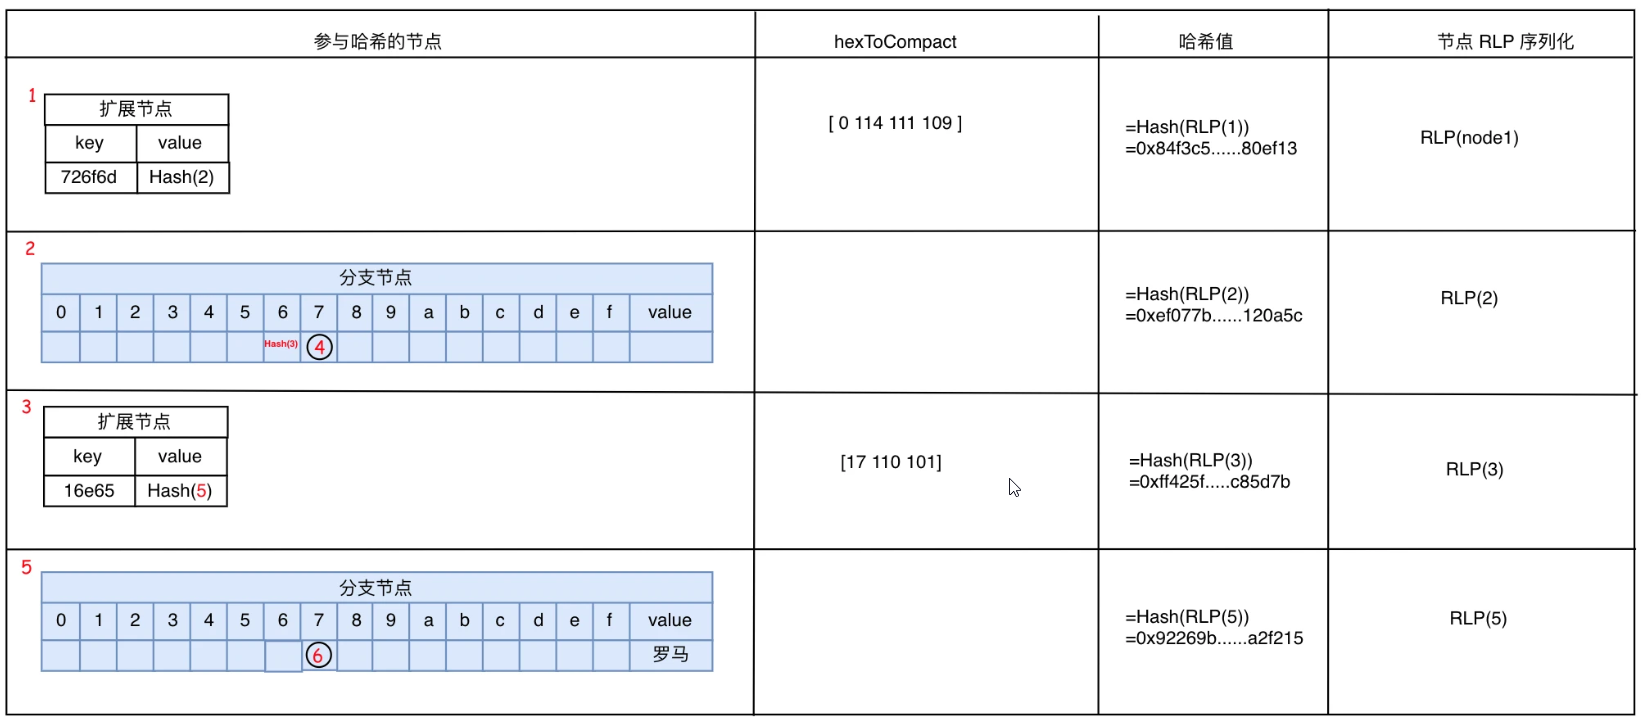 参与哈希的节点 hexToCompact 哈希值 节点 RLP 序列化
1
扩展节点
key value
726f6d Hash(2)
[ 0 114 111 109 ]
=Hash(RLP(1))
=0x84f3c5......80ef13
RLP(node1)
2
分支节点
0 1 2 3 4 5 6 7 8 9 a b c d e f value
Hash(3) 4
=Hash(RLP(2))
=0xef077b......120a5c
RLP(2)
3
扩展节点
key value
16e65 Hash(5)
[17 110 101]
=Hash(RLP(3))
=0xff425f.....c85d7b
RLP(3)
5
分支节点
0 1 2 3 4 5 6 7 8 9 a b c d e f value
6 罗马
=Hash(RLP(5))
=0x92269b......a2f215
RLP(5)